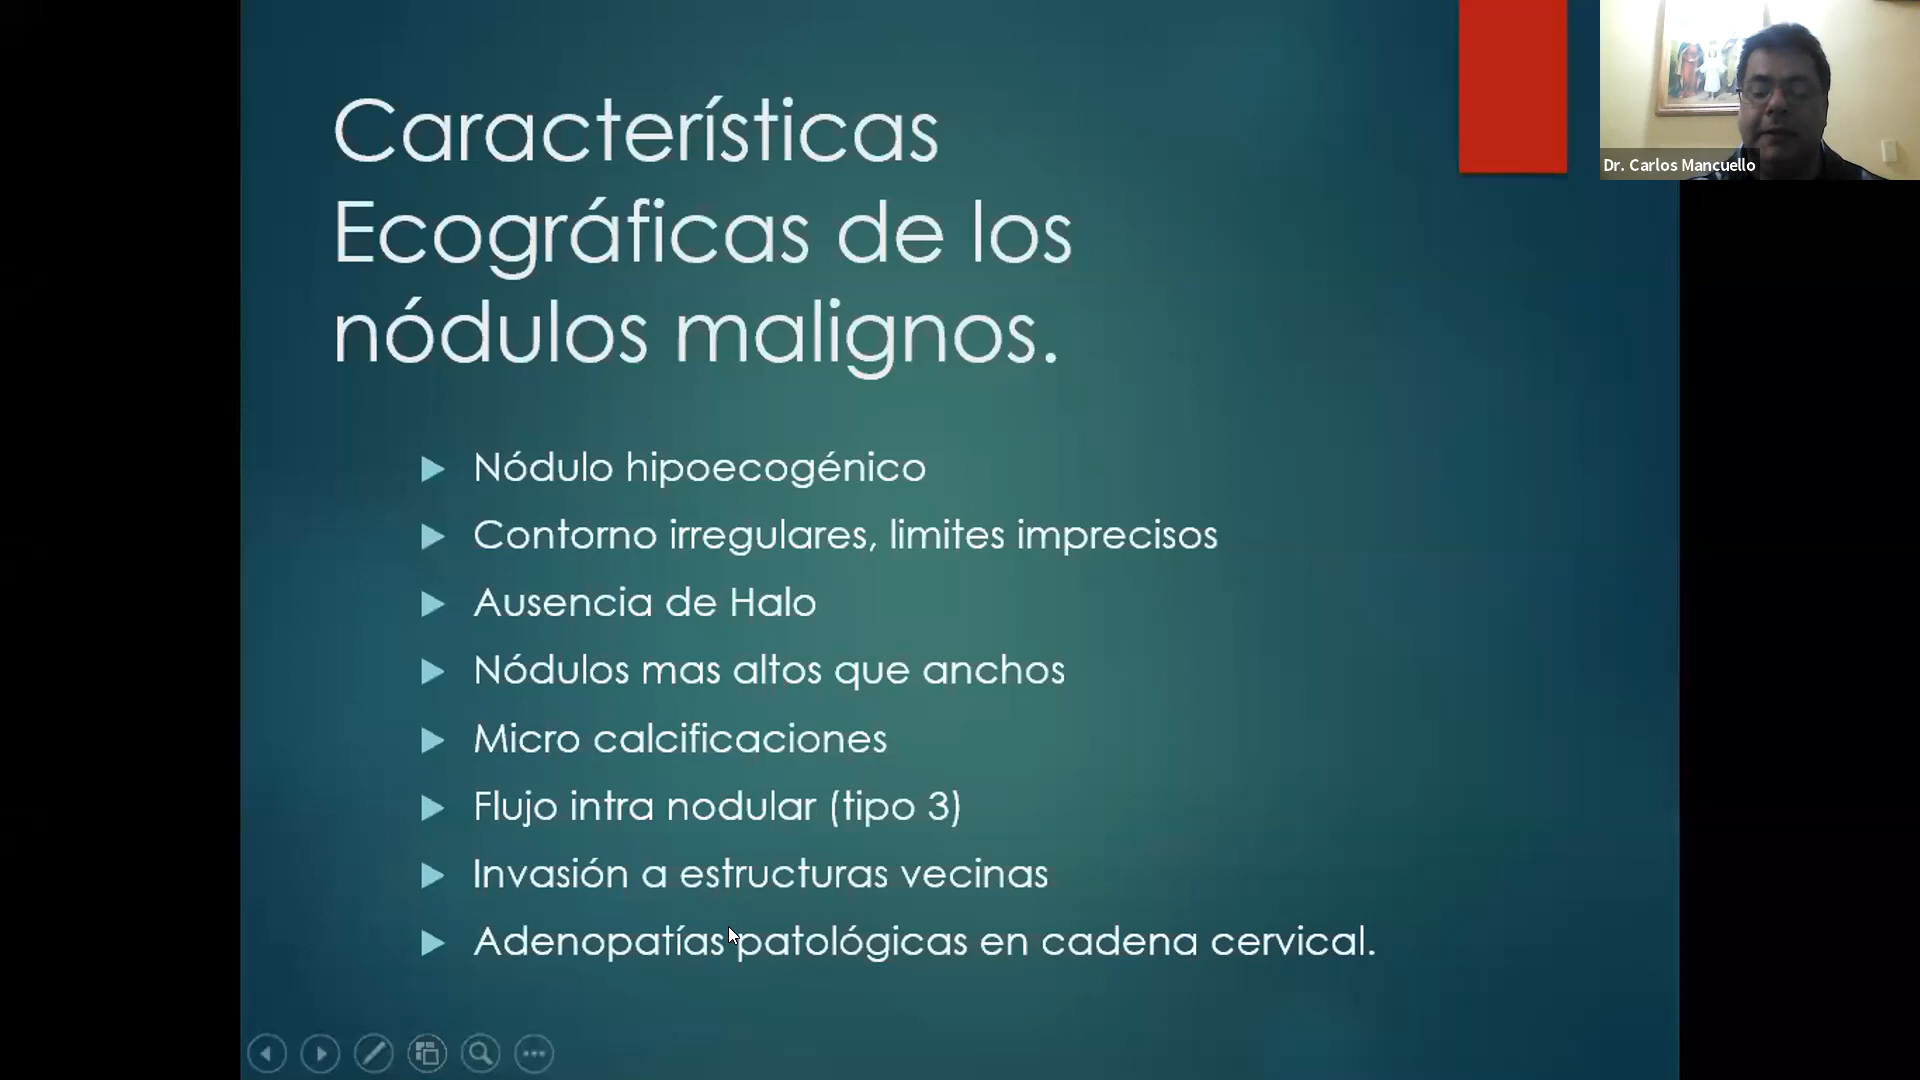 Características
Ecográficas de los
nódulos malignos.
Nódulo hipoecogénico
Contorno irregulares, limites imprecisos
Ausencia de Halo
Nódulos mas altos que anchos
Micro calcificaciones
Flujo intra nodular (tipo 3)
Invasión a estructuras vecinas
Adenopatías patológicas en cadena cervical.
Dr. Carlos Mancuello